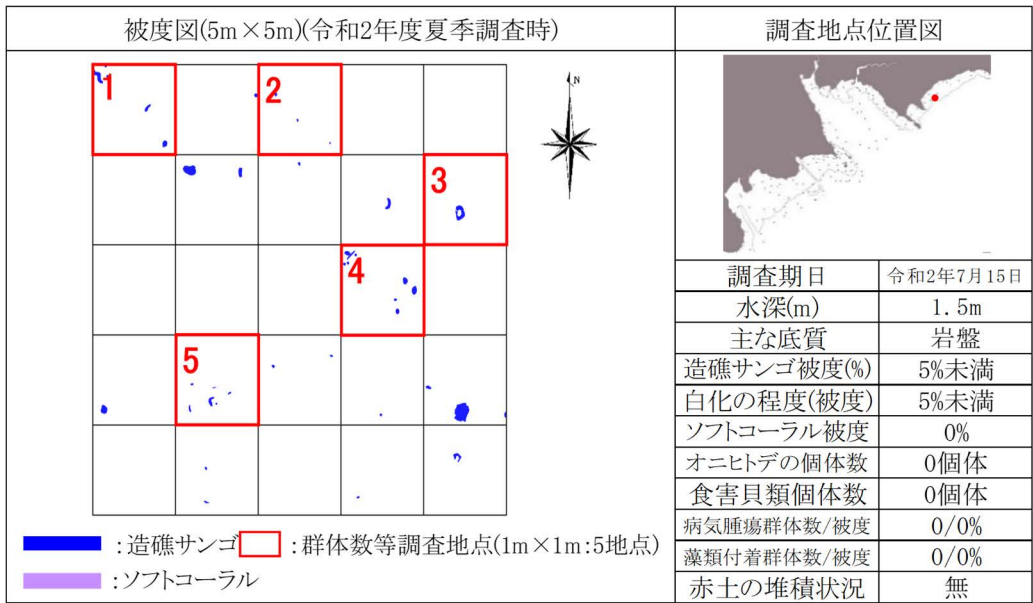 被度図(5m×5m)(令和2年度夏季調査時)
調査地点位置図
N
1
2
3
4
5
調査期日 令和2年7月15日
水深(m) 1.5m
主な底質 岩盤
造礁サンゴ被度(%) 5%未満
白化の程度(被度) 5%未満
ソフトコーラル被度 0%
オニヒトデの個体数 0個体
食害貝類個体数 0個体
病気腫瘍群体数/被度 0/0%
藻類付着群体数/被度 0/0%
赤土の堆積状況 無
:造礁サンゴ :群体数等調査地点(1m×1m:5地点)
:ソフトコーラル